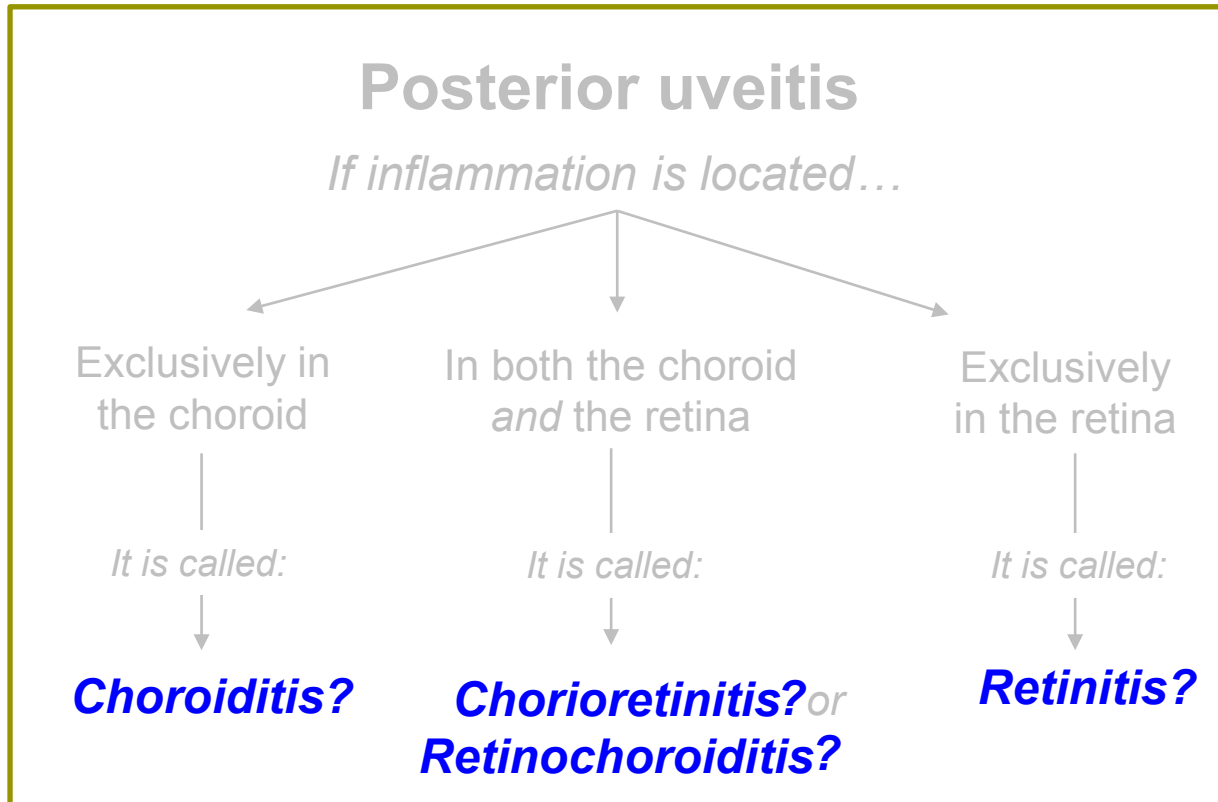 Posterior uveitis
If inflammation is located…
Exclusively in
the choroid
In both the choroid
and the retina
Exclusively
in the retina
It is called:
It is called:
It is called:
Choroiditis?
Chorioretinitis? or
Retinochoroiditis?
Retinitis?